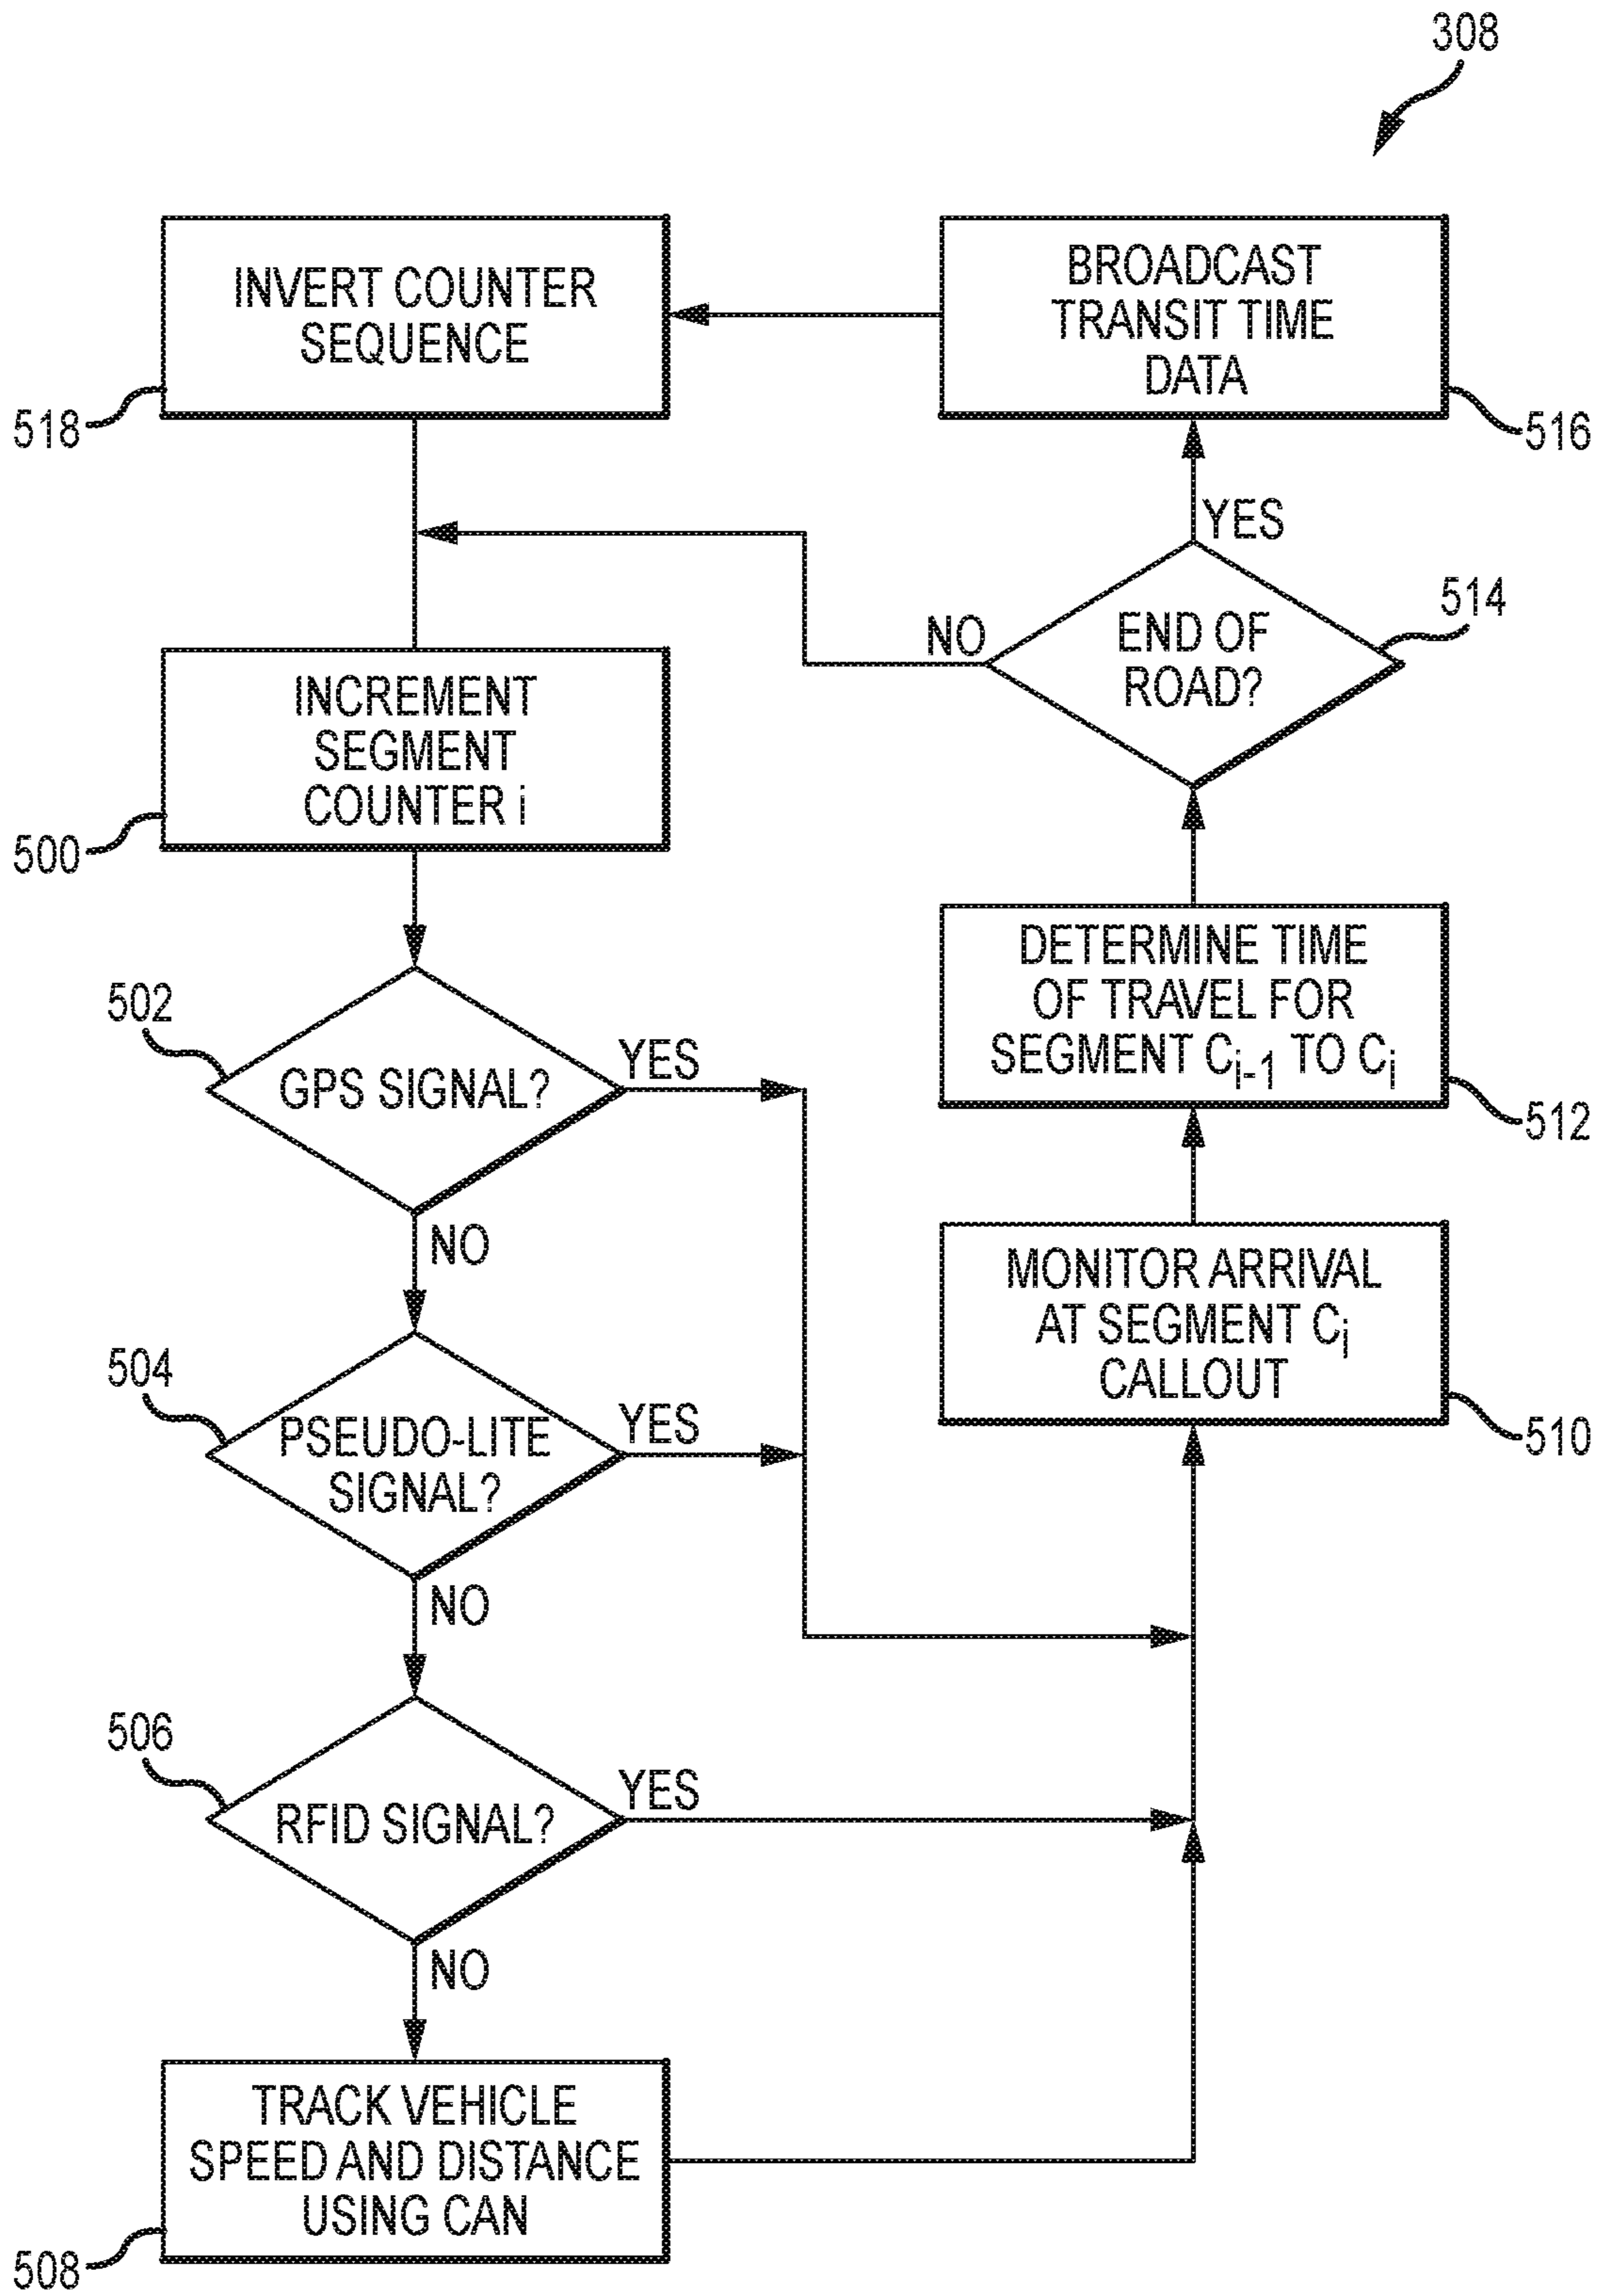 308
INVERT COUNTER
SEQUENCE
518
BROADCAST
TRANSIT TIME
DATA
516
YES
END OF
ROAD?
514
NO
INCREMENT
SEGMENT
COUNTER i
500
DETERMINE TIME
OF TRAVEL FOR
SEGMENT Ci-1 TO Ci
512
502
GPS SIGNAL?
YES
NO
MONITOR ARRIVAL
AT SEGMENT Ci
CALLOUT
510
504
PSEUDO-LITE
SIGNAL?
YES
NO
506
RFID SIGNAL?
YES
NO
TRACK VEHICLE
SPEED AND DISTANCE
USING CAN
508